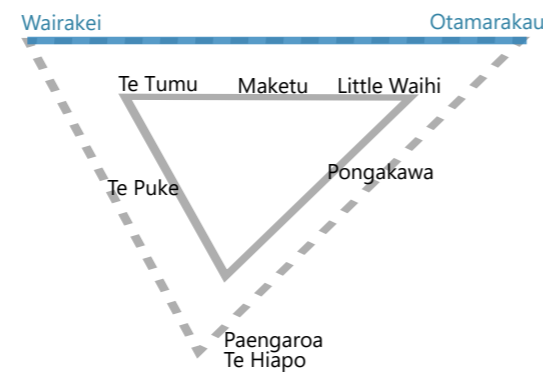 Wairakei
Otamarakau
Te Tumu
Maketu
Little Waihi
Pongakawa
Te Puke
Paengaroa
Te Hiapo